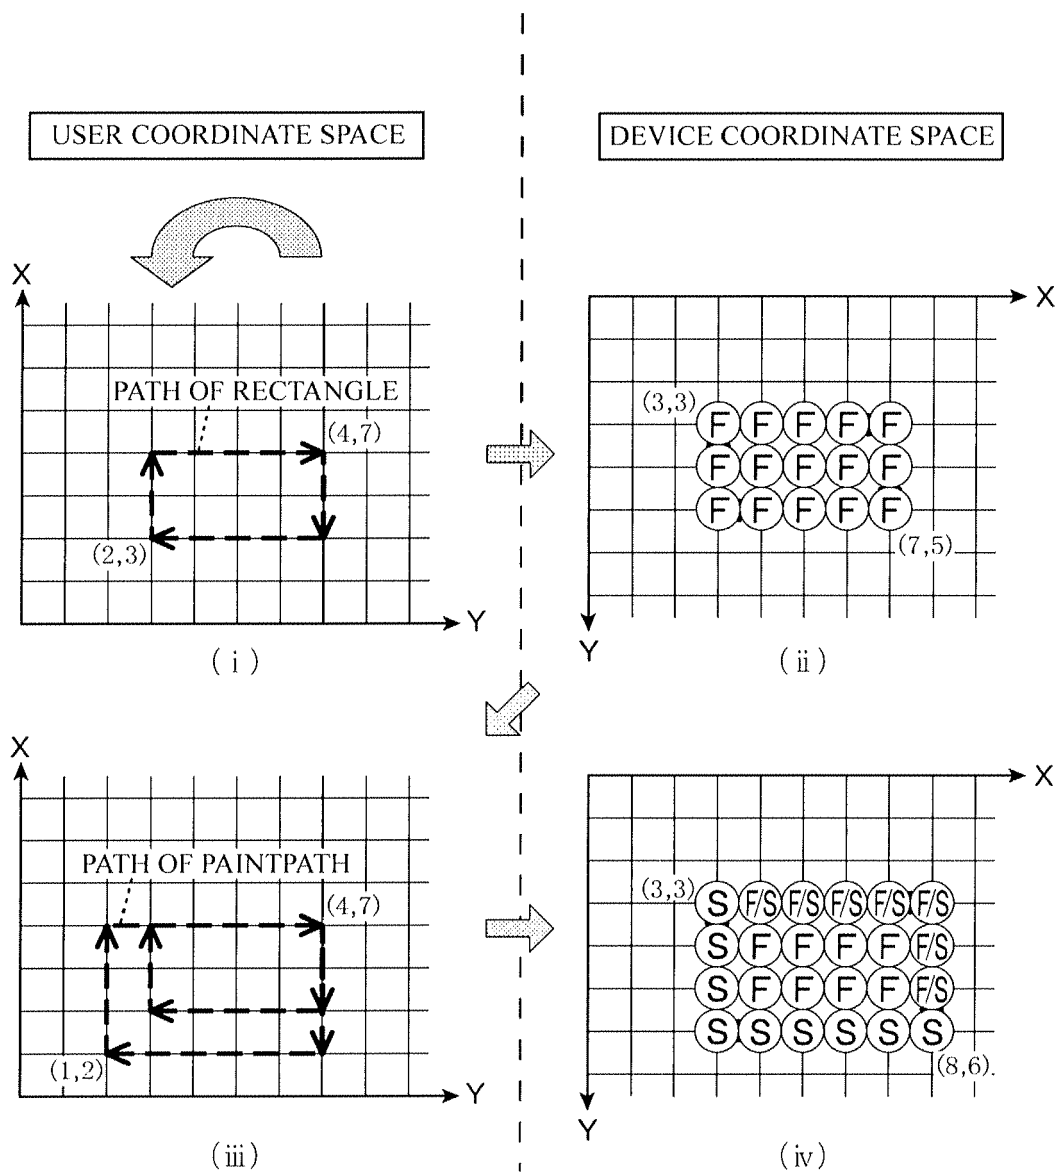 USER COORDINATE SPACE
DEVICE COORDINATE SPACE
X
PATH OF RECTANGLE
(4,7)
(2,3)
Y
(i)
X
(3,3)
F F F F F
F F F F F
F F F F F
(7,5)
Y
(ii)
X
PATH OF PAINTPATH
(4,7)
(1,2)
Y
(iii)
X
(3,3)
S F/S F/S F/S F/S F/S
S F F F F F/S
S F F F F F/S
S S S S S S
(8,6).
Y
(iv)